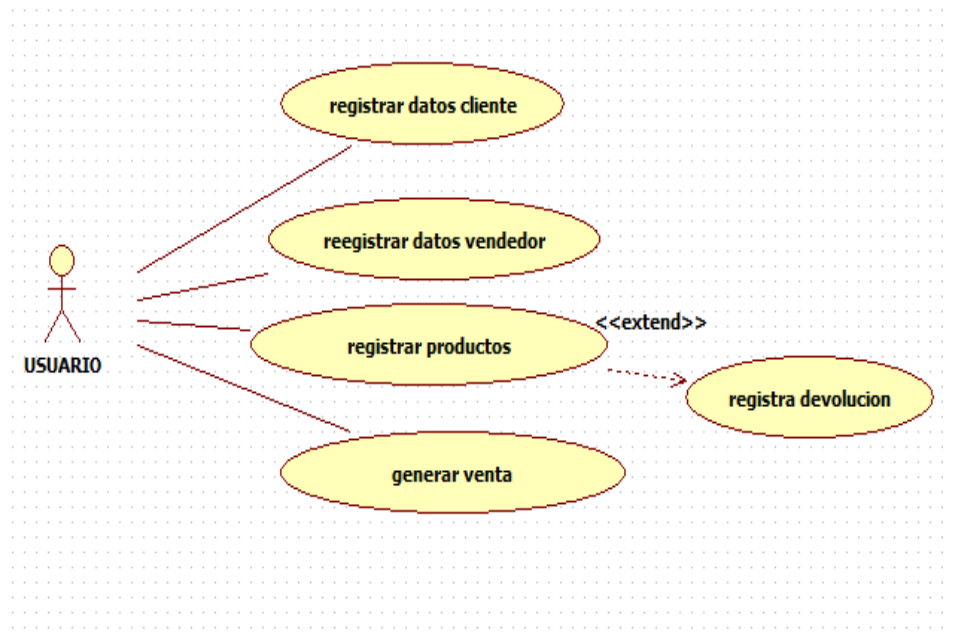 registrar datos cliente
reegistrar datos vendedor
<<extend>>
registrar productos
USUARIO
registra devolucion
generar venta